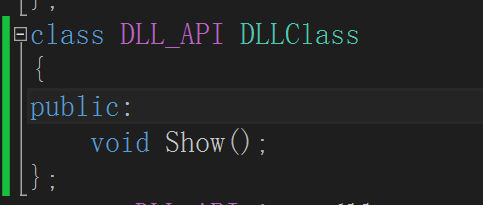 };
class DLL_API DLLClass
{
public:
    void Show();
};